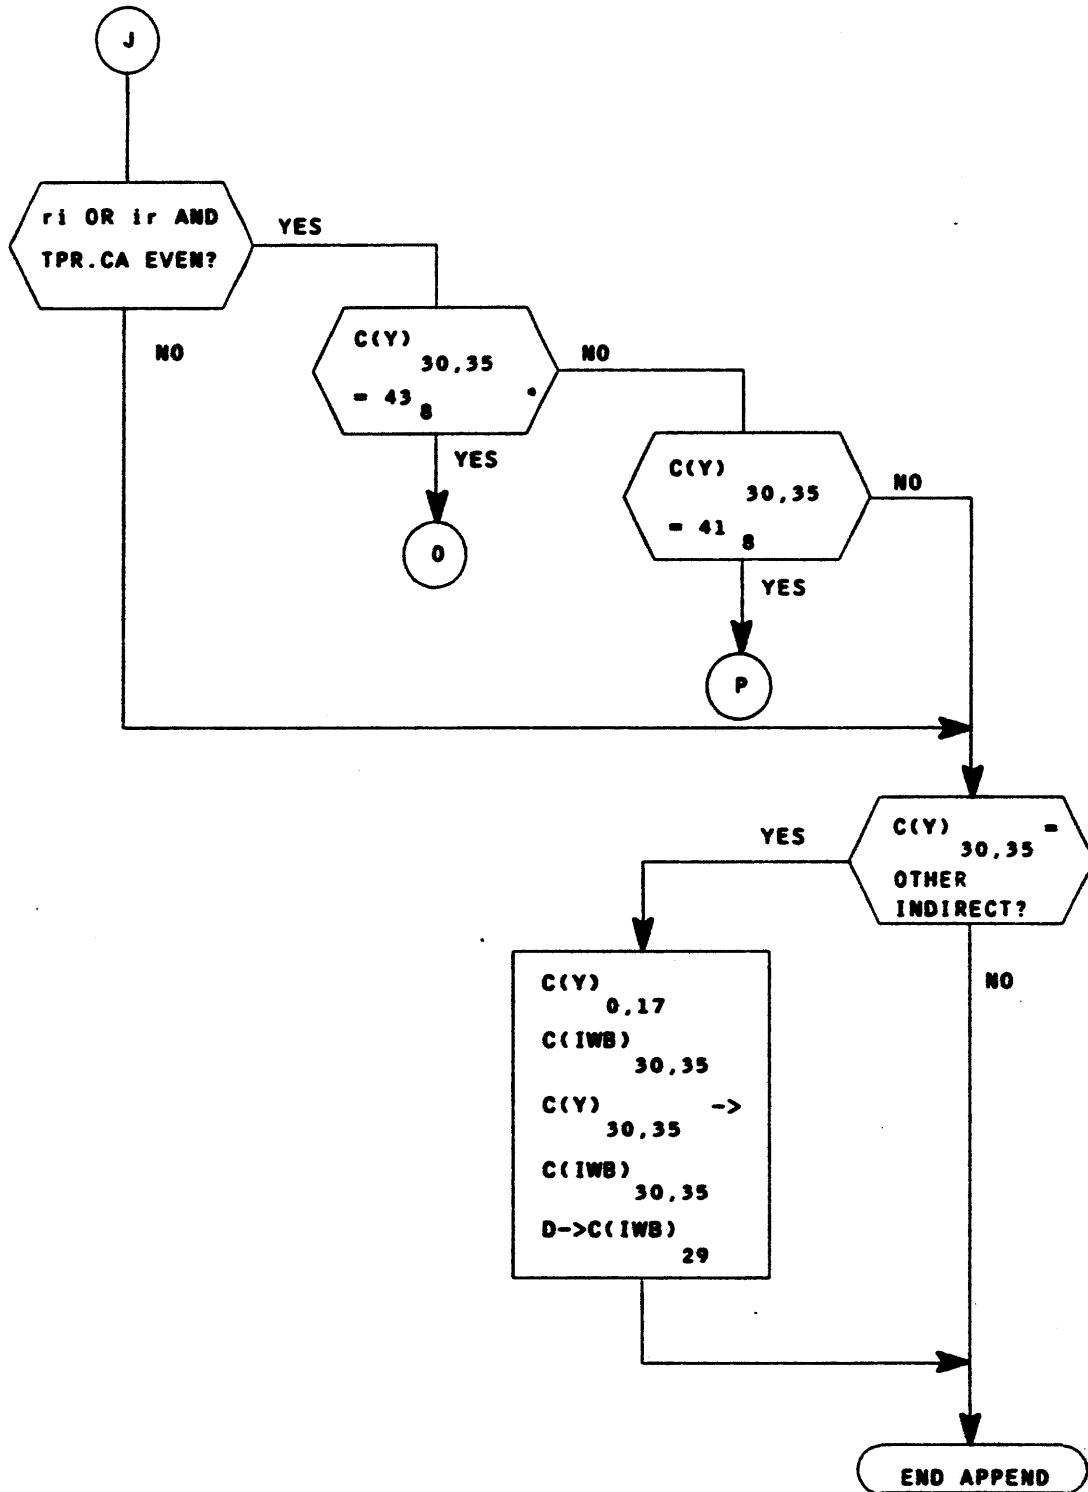 J
ri OR ir AND
TPR.CA EVEN?
YES
NO
C(Y)
30,35
= 43
8
NO
YES
O
C(Y)
30,35
= 41
8
NO
YES
P
C(Y) =
30,35
OTHER
INDIRECT?
YES
NO
C(Y)
0,17
C(IWB)
30,35
C(Y) ->
30,35
C(IWB)
30,35
D->C(IWB)
29
END APPEND